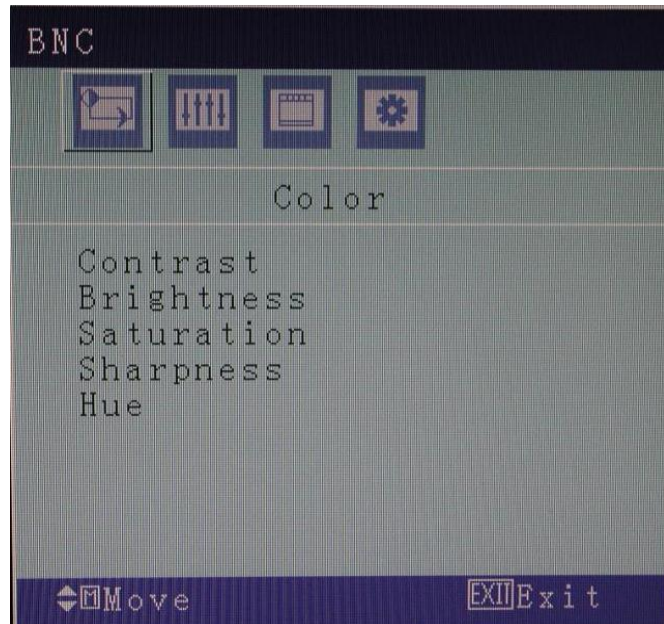 BNC
Color
Contrast
Brightness
Saturation
Sharpness
Hue
M Move EXIT Exit